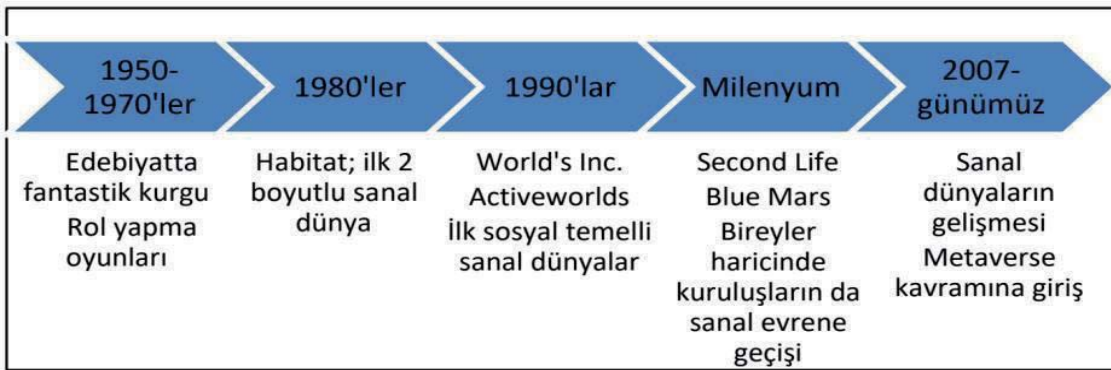 1950-
1970'ler
1980'ler
1990'lar
Milenyum
2007-
günümüz
Edebiyatta
fantastik kurgu
Rol yapma
oyunları
Habitat; ilk 2
boyutlu sanal
dünya
World's Inc.
Activeworlds
İlk sosyal temelli
sanal dünyalar
Second Life
Blue Mars
Bireyler
haricinde
kuruluşların da
sanal evrene
geçişi
Sanal
dünyaların
gelişmesi
Metaverse
kavramına giriş